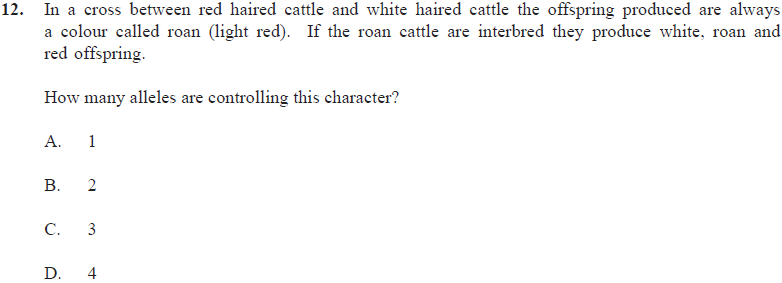 12. In a cross between red haired cattle and white haired cattle the offspring produced are always
a colour called roan (light red). If the roan cattle are interbred they produce white, roan and
red offspring.
How many alleles are controlling this character?
A. 1
B. 2
C. 3
D. 4